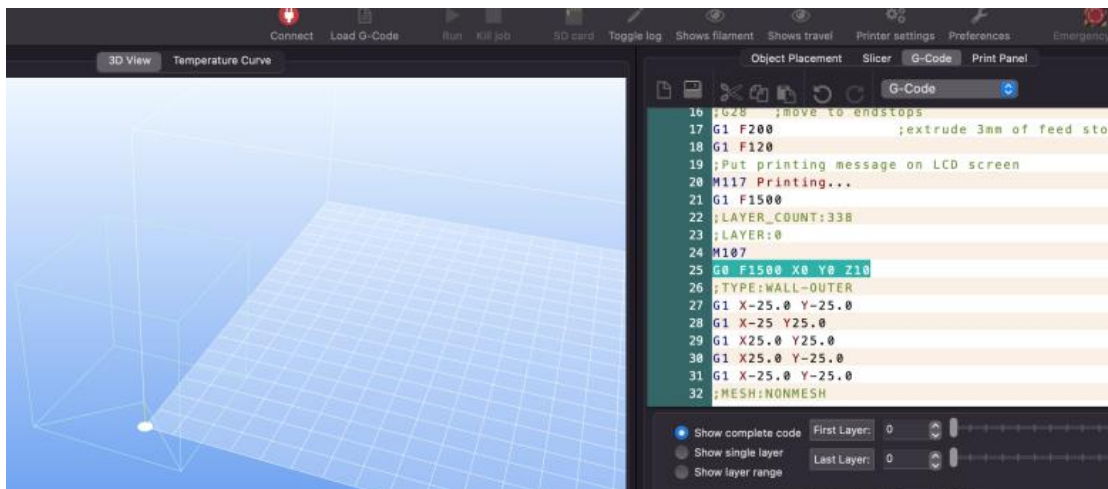 Connect Load G-Code Run Kill job SD card Toggle log Shows filament Shows travel Printer settings Preferences Emergency
3D View Temperature Curve
Object Placement Slicer G-Code Print Panel
G-Code
16 ;G28 ;move to endstops
17 G1 F200 ;extrude 3mm of feed sto
18 G1 F120
19 ;Put printing message on LCD screen
20 M117 Printing...
21 G1 F1500
22 ;LAYER_COUNT:338
23 ;LAYER:0
24 M107
25 G0 F1500 X0 Y0 Z10
26 ;TYPE:WALL-OUTER
27 G1 X-25.0 Y-25.0
28 G1 X-25 Y25.0
29 G1 X25.0 Y25.0
30 G1 X25.0 Y-25.0
31 G1 X-25.0 Y-25.0
32 ;MESH:NONMESH
Show complete code First Layer: 0
Show single layer
Last Layer: 0
Show layer range